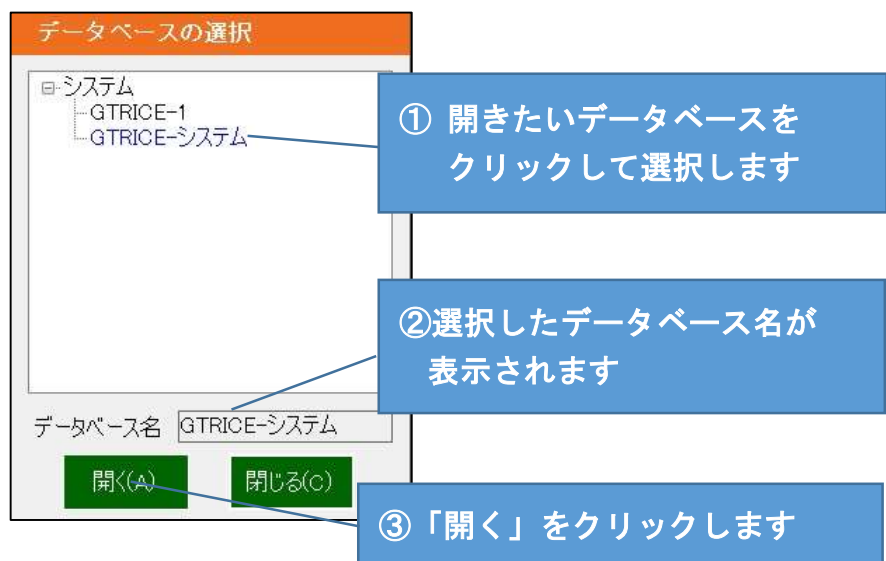 データベースの選択
システム
GTRICE-1
GTRICE-システム
① 開きたいデータベースを
クリックして選択します
②選択したデータベース名が
表示されます
データベース名 GTRICE-システム
開く(A) 閉じる(C)
③「開く」をクリックします